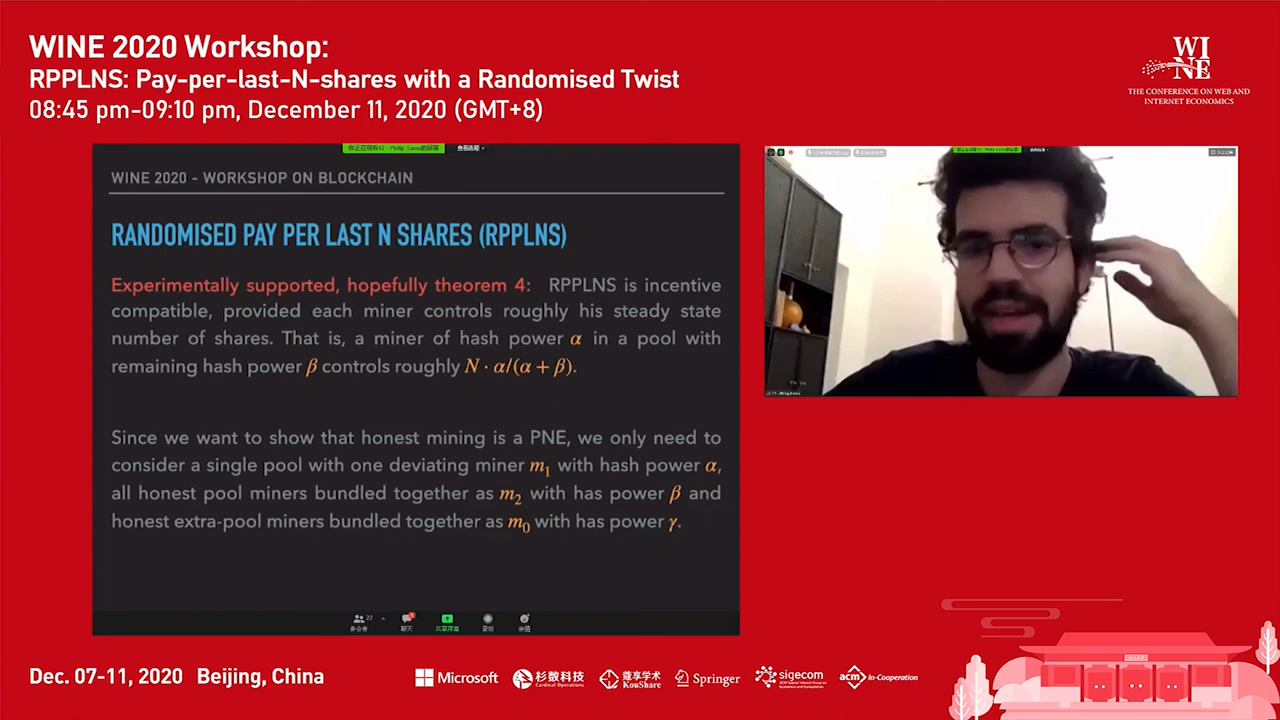 WINE 2020 Workshop:
RPPLNS: Pay-per-last-N-shares with a Randomised Twist
08:45 pm-09:10 pm, December 11, 2020 (GMT+8)
WI
NE
THE CONFERENCE ON WEB AND
INTERNET ECONOMICS
WINE 2020 - WORKSHOP ON BLOCKCHAIN
RANDOMISED PAY PER LAST N SHARES (RPPLNS)
Experimentally supported, hopefully theorem 4: RPPLNS is incentive
compatible, provided each miner controls roughly his steady state
number of shares. That is, a miner of hash power α in a pool with
remaining hash power β controls roughly N · α/(α + β).
Since we want to show that honest mining is a PNE, we only need to
consider a single pool with one deviating miner m₁ with hash power α,
all honest pool miners bundled together as m₂ with has power β and
honest extra-pool miners bundled together as m₀ with has power γ.
22
聊天
共享屏幕
Dec. 07-11, 2020 Beijing, China
Microsoft
杉数科技
Cardinal Operations
蔻享学术
KouShare
Springer
sigecom
acm In-Cooperation